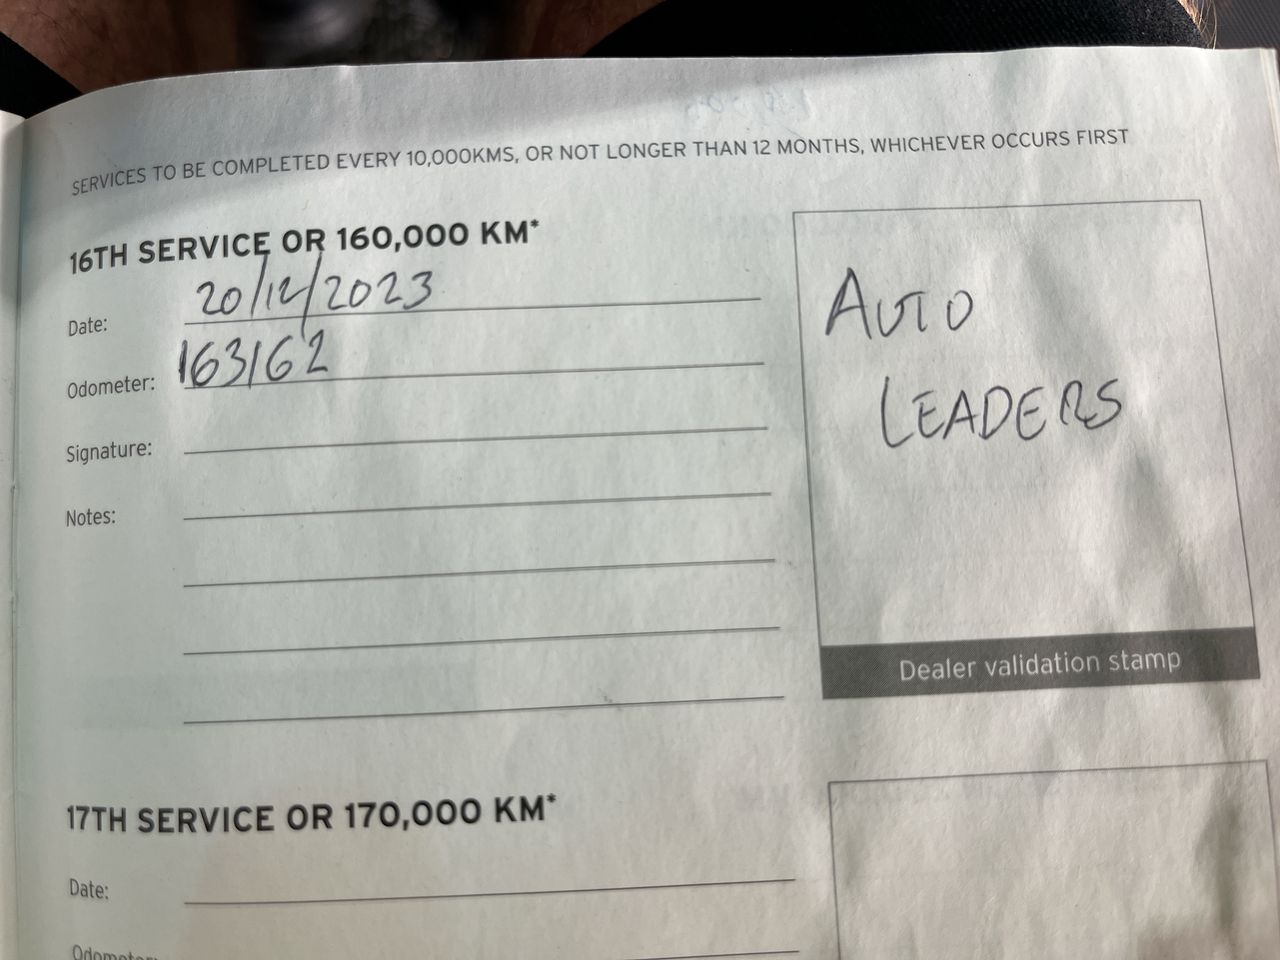 SERVICES TO BE COMPLETED EVERY 10,000KMS, OR NOT LONGER THAN 12 MONTHS, WHICHEVER OCCURS FIRST
16TH SERVICE OR 160,000 KM*
Date: 20/12/2023
Odometer: 163162
Signature:
Notes:
AUTO
LEADERS
Dealer validation stamp
17TH SERVICE OR 170,000 KM*
Date:
Odometer: